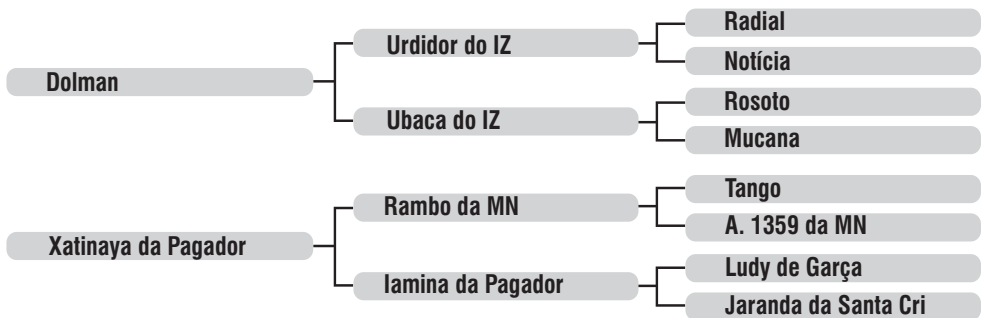 Radial
Urdidor do IZ
Notícia
Dolman
Rosoto
Ubaca do IZ
Mucana
Tango
Rambo da MN
A. 1359 da MN
Xatinaya da Pagador
Ludy de Garça
Iamina da Pagador
Jaranda da Santa Cri